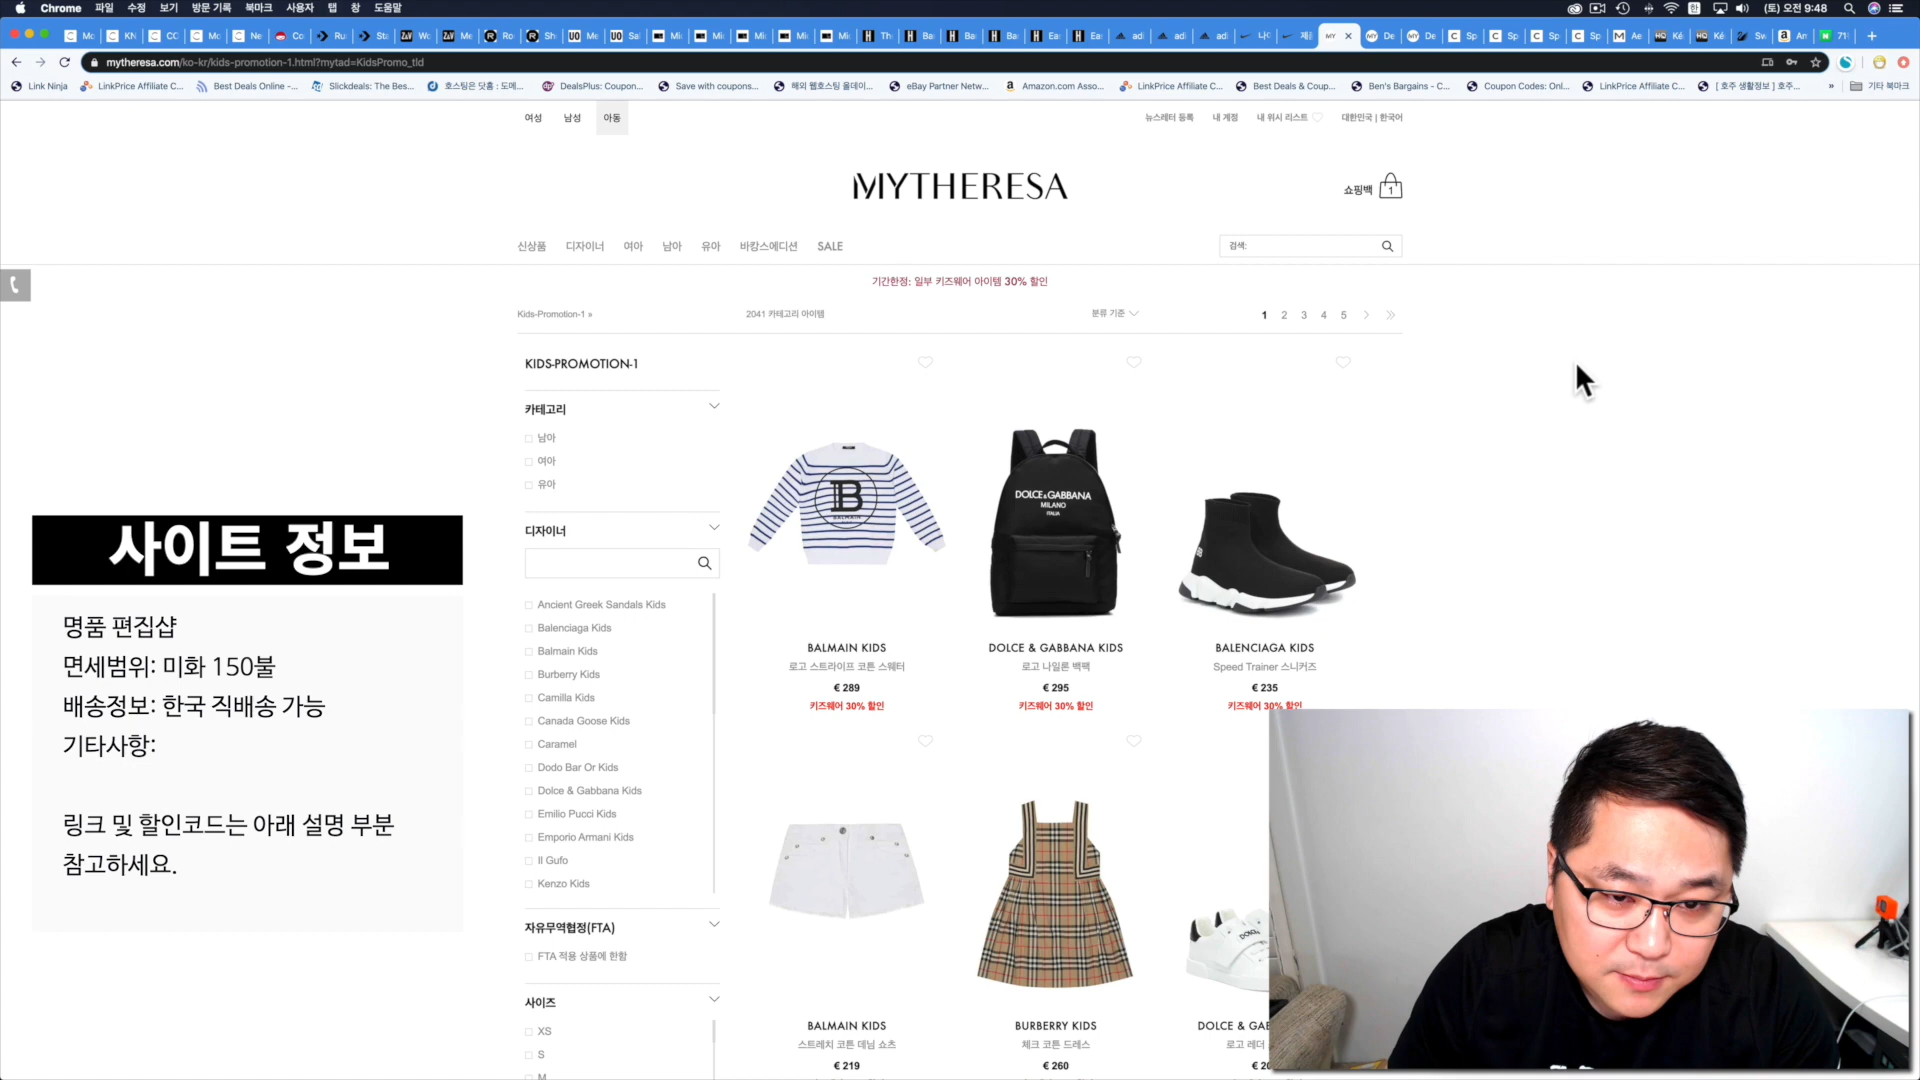 Chrome 파일 수정 보기 방문 기록 북마크 사용자 탭 창 도움말
(토) 오전 9:48
mytheresa.com/ko-kr/kids-promotion-1.html?mytad=KidsPromo_tld
Link Ninja LinkPrice Affiliate C... Best Deals Online -... Slickdeals: The Bes... 호스팅은 닷홈 : 도메... DealsPlus: Coupon... Save with coupons... 해외 웹호스팅 올데이... eBay Partner Netw... Amazon.com Asso... LinkPrice Affiliate C... Best Deals & Coup... Ben's Bargains - C... Coupon Codes: Onl... LinkPrice Affiliate C... [ 호주 생활정보 ] 호주... » 기타 북마크
여성 남성 아동
뉴스레터 등록 내 계정 내 위시 리스트 대한민국 | 한국어
MYTHERESA
쇼핑백 1
신상품 디자이너 여아 남아 유아 바캉스에디션 SALE
검색:
기간한정: 일부 키즈웨어 아이템 30% 할인
Kids-Promotion-1 »
2041 카테고리 아이템
분류 기준
1 2 3 4 5
KIDS-PROMOTION-1
카테고리
남아
여아
유아
디자이너
Ancient Greek Sandals Kids
Balenciaga Kids
Balmain Kids
Burberry Kids
Camilla Kids
Canada Goose Kids
Caramel
Dodo Bar Or Kids
Dolce & Gabbana Kids
Emilio Pucci Kids
Emporio Armani Kids
Il Gufo
Kenzo Kids
자유무역협정(FTA)
FTA 적용 상품에 한함
사이즈
XS
S
M
B
BALMAIN
BALMAIN KIDS
로고 스트라이프 코튼 스웨터
€ 289
키즈웨어 30% 할인
DOLCE & GABBANA
MILANO
ITALIA
DOLCE & GABBANA KIDS
로고 나일론 백팩
€ 295
키즈웨어 30% 할인
BALENCIAGA KIDS
Speed Trainer 스니커즈
€ 235
키즈웨어 30% 할인
BALMAIN KIDS
스트레치 코튼 데님 쇼츠
€ 219
BURBERRY KIDS
체크 코튼 드레스
€ 260
DOLCE & GAB
로고 레더
사이트 정보
명품 편집샵
면세범위: 미화 150불
배송정보: 한국 직배송 가능
기타사항:
링크 및 할인코드는 아래 설명 부분
참고하세요.